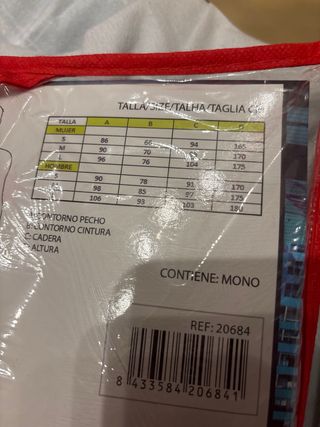 TALLA/SIZE/TALHA/TAGLIA
TALLA A B C D
MUJER
S 86 66 94 165
M 90 70 170
96 76 104 175
HOMBRE
90 78 91 170
98 85 97 175
106 93 103 180
CONTORNO PECHO
B: CONTORNO CINTURA
C: CADERA
ALTURA
CONTIENE: MONO
REF: 20684
8 433584 206841